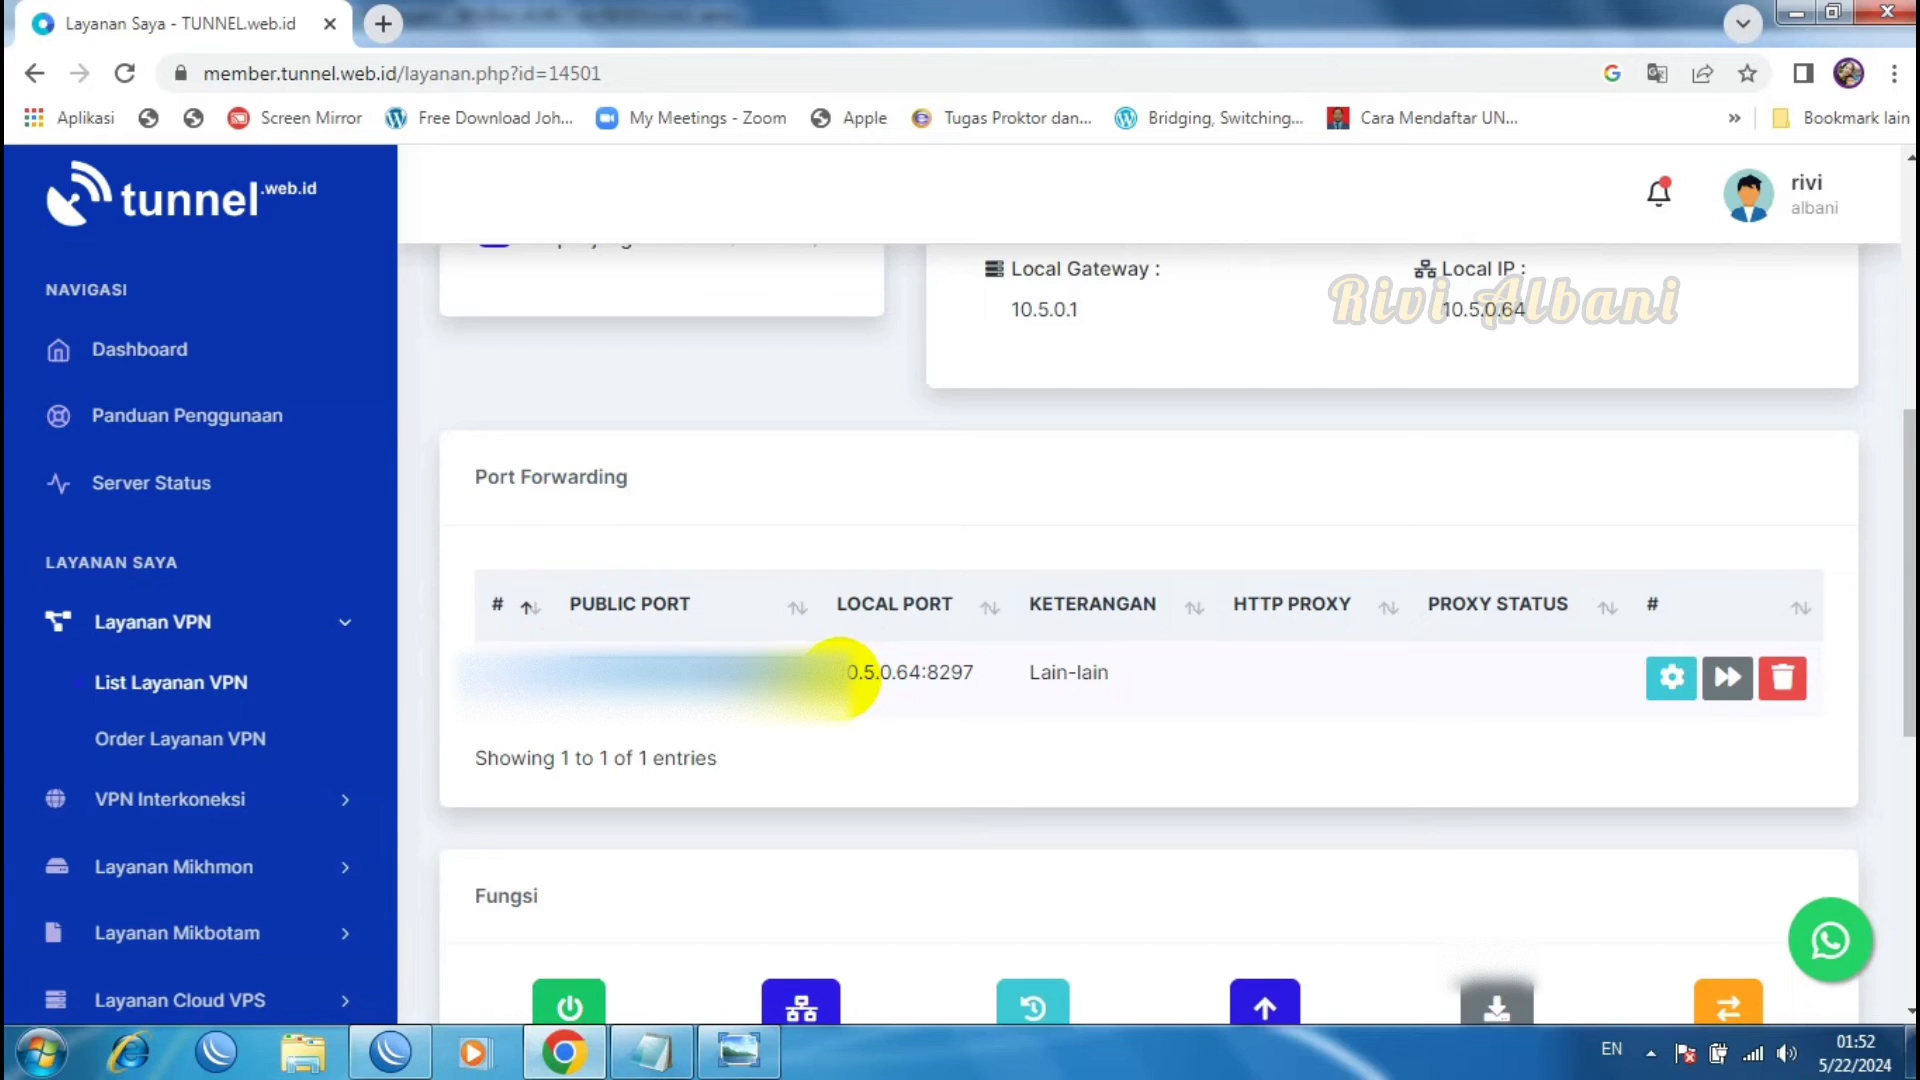 Layanan Saya - TUNNEL.web.id
member.tunnel.web.id/layanan.php?id=14501
Aplikasi
Screen Mirror
Free Download Joh...
My Meetings - Zoom
Apple
Tugas Proktor dan...
Bridging, Switching...
Cara Mendaftar UN...
»
Bookmark lain
tunnel.web.id
rivi
albani
NAVIGASI
Dashboard
Panduan Penggunaan
Server Status
LAYANAN SAYA
Layanan VPN
List Layanan VPN
Order Layanan VPN
VPN Interkoneksi
Layanan Mikhmon
Layanan Mikbotam
Layanan Cloud VPS
Local Gateway :
10.5.0.1
Local IP :
10.5.0.64
Rivi Albani
Port Forwarding
# PUBLIC PORT LOCAL PORT KETERANGAN HTTP PROXY PROXY STATUS #
0.5.0.64:8297 Lain-lain
Showing 1 to 1 of 1 entries
Fungsi
EN
01:52
5/22/2024